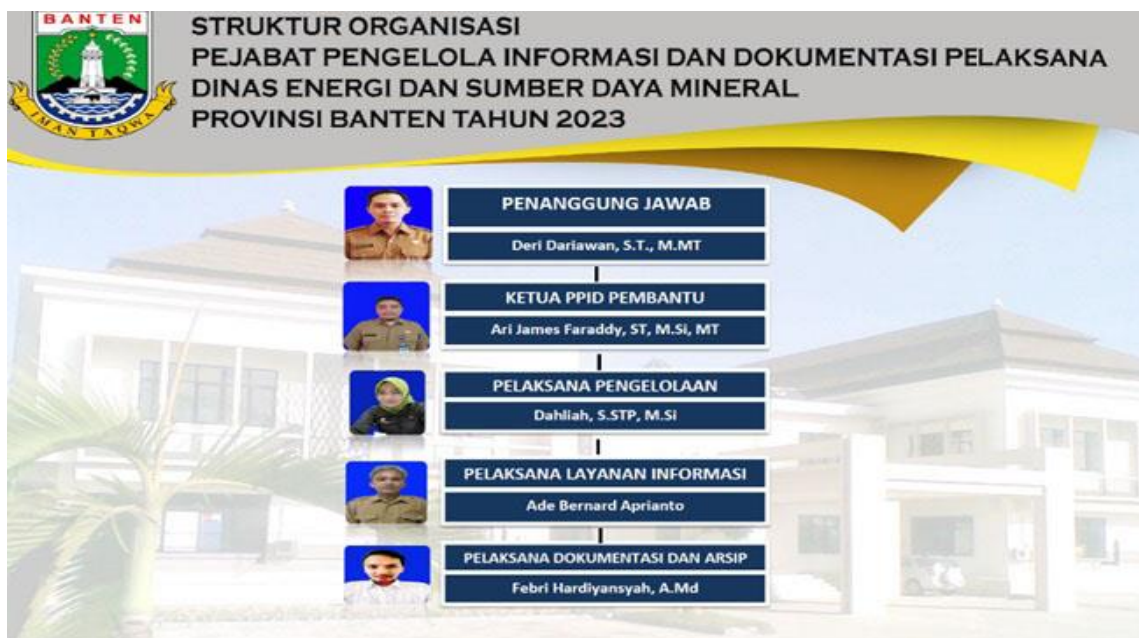 BANTEN
IMAN TAQWA
STRUKTUR ORGANISASI
PEJABAT PENGELOLA INFORMASI DAN DOKUMENTASI PELAKSANA
DINAS ENERGI DAN SUMBER DAYA MINERAL
PROVINSI BANTEN TAHUN 2023
PENANGGUNG JAWAB
Deri Dariawan, S.T., M.MT
KETUA PPID PEMBANTU
Ari James Faraddy, ST, M.Si, MT
PELAKSANA PENGELOLAAN
Dahliah, S.STP, M.Si
PELAKSANA LAYANAN INFORMASI
Ade Bernard Aprianto
PELAKSANA DOKUMENTASI DAN ARSIP
Febri Hardiyansyah, A.Md